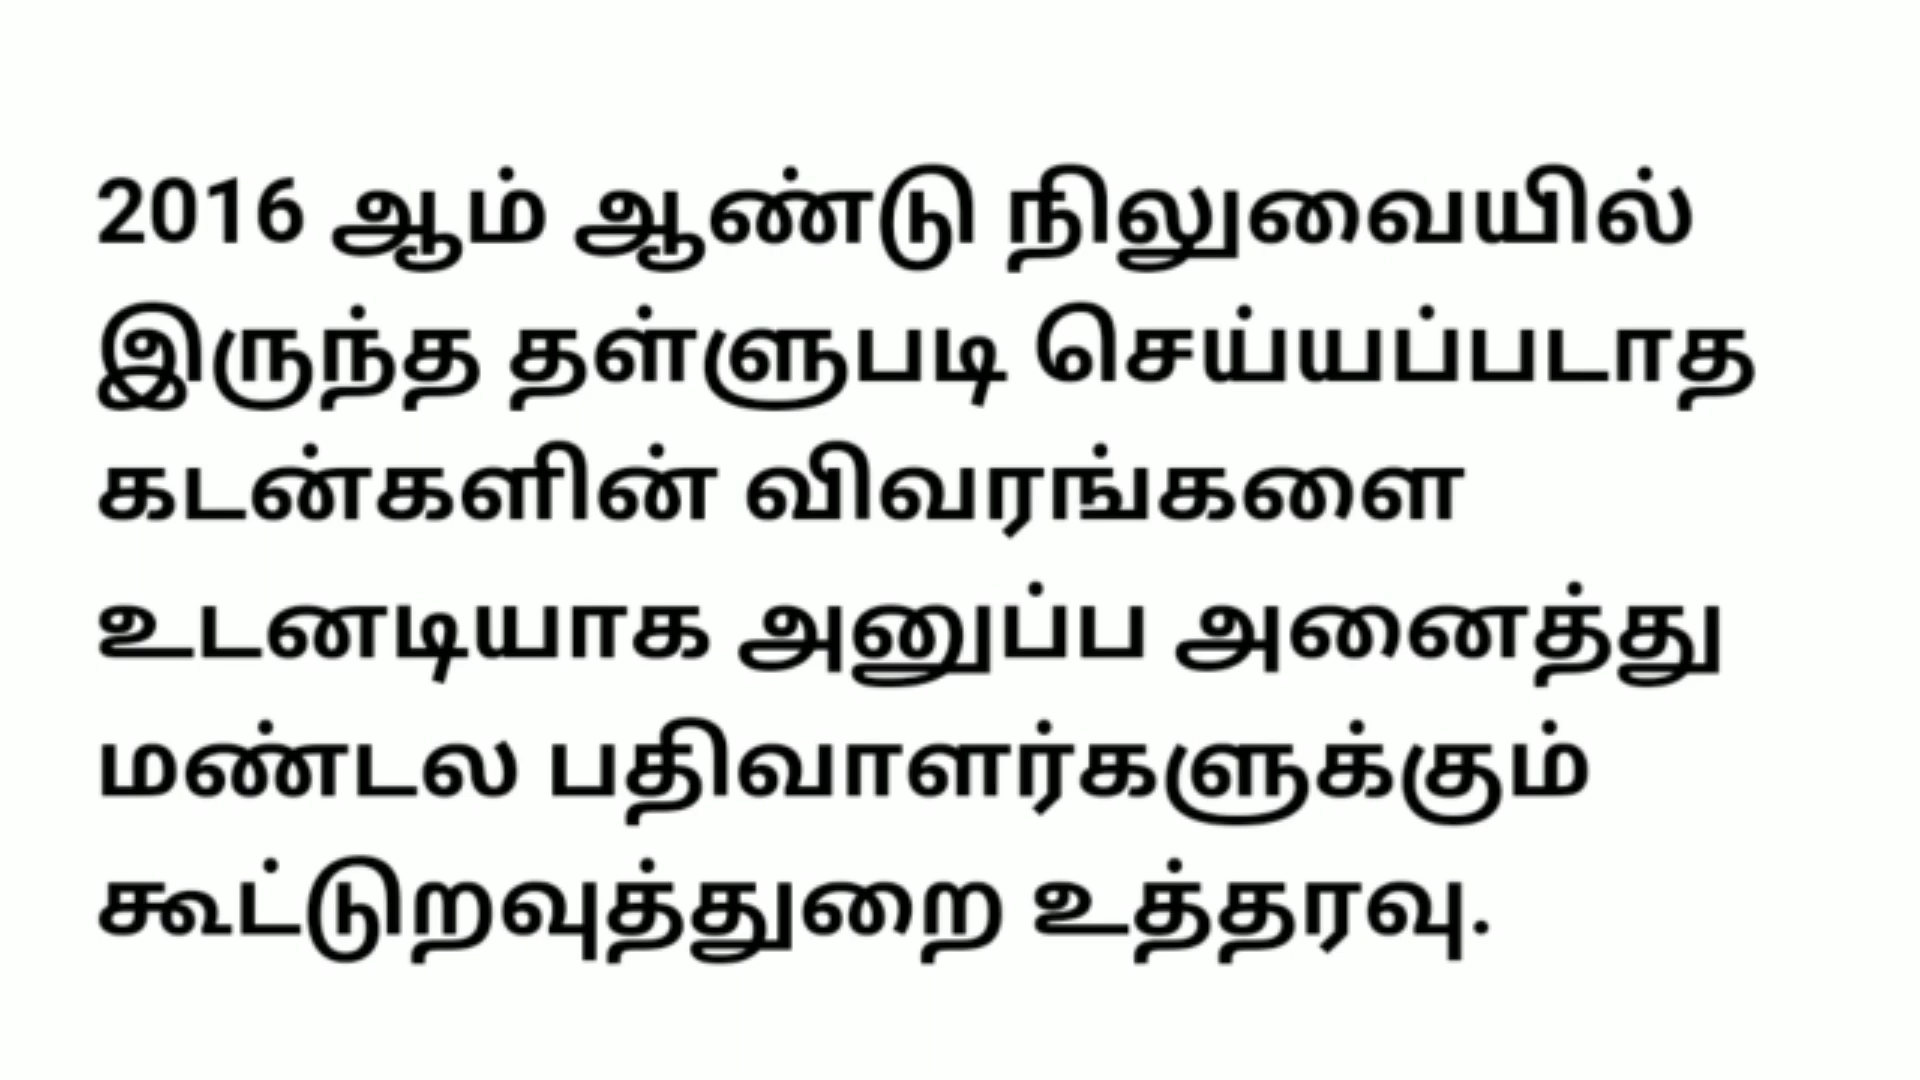 2016 ஆம் ஆண்டு நிலுவையில்
இருந்த தள்ளுபடி செய்யப்படாத
கடன்களின் விவரங்களை
உடனடியாக அனுப்ப அனைத்து
மண்டல பதிவாளர்களுக்கும்
கூட்டுறவுத்துறை உத்தரவு.